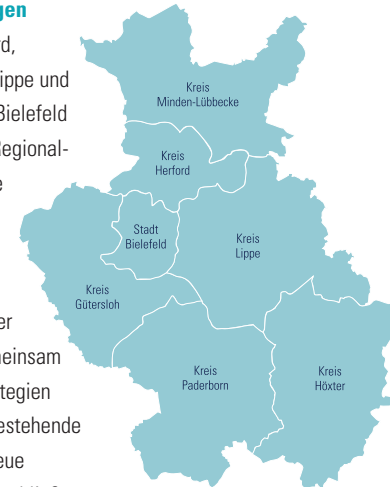 gen
rd,
ippe und
Bielefeld
Regional-
e
er
neinsam
tegien
estehende
eue
Kreis
Minden-Lübbecke
Kreis
Herford
Stadt
Bielefeld
Kreis
Lippe
Kreis
Gütersloh
Kreis
Paderborn
Kreis
Höxter